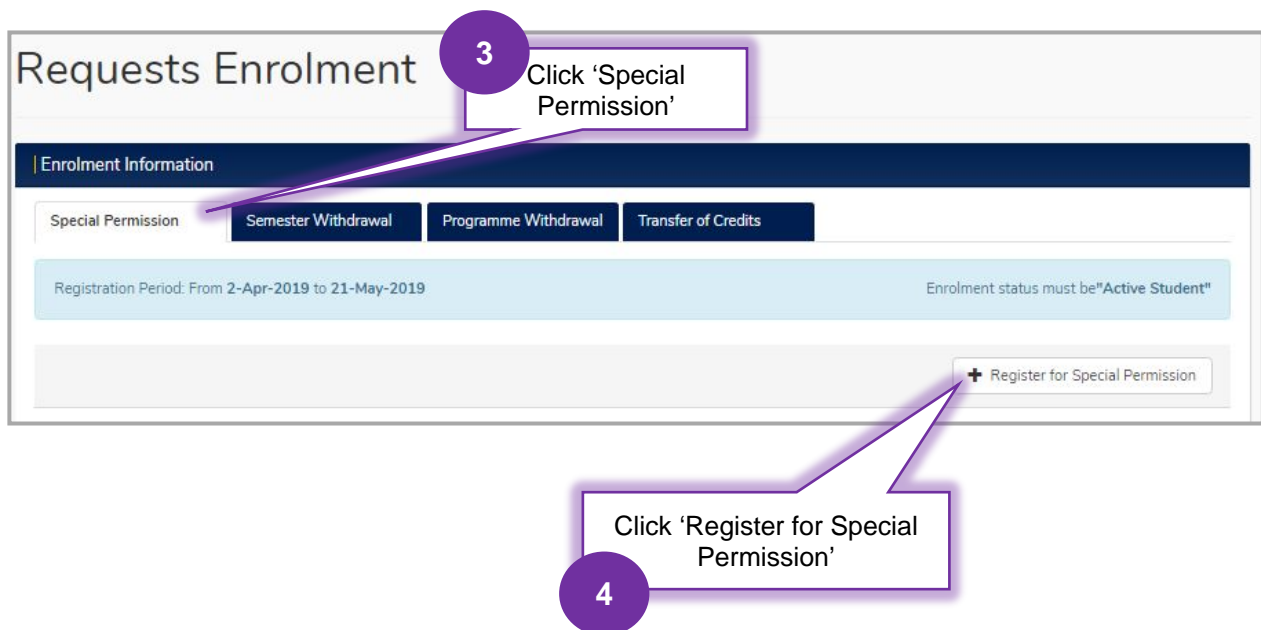 Requests Enrolment
3
Click ‘Special
Permission’
Enrolment Information
Special Permission
Semester Withdrawal
Programme Withdrawal
Transfer of Credits
Registration Period: From 2-Apr-2019 to 21-May-2019
Enrolment status must be"Active Student"
Register for Special Permission
Click ‘Register for Special
Permission’
4